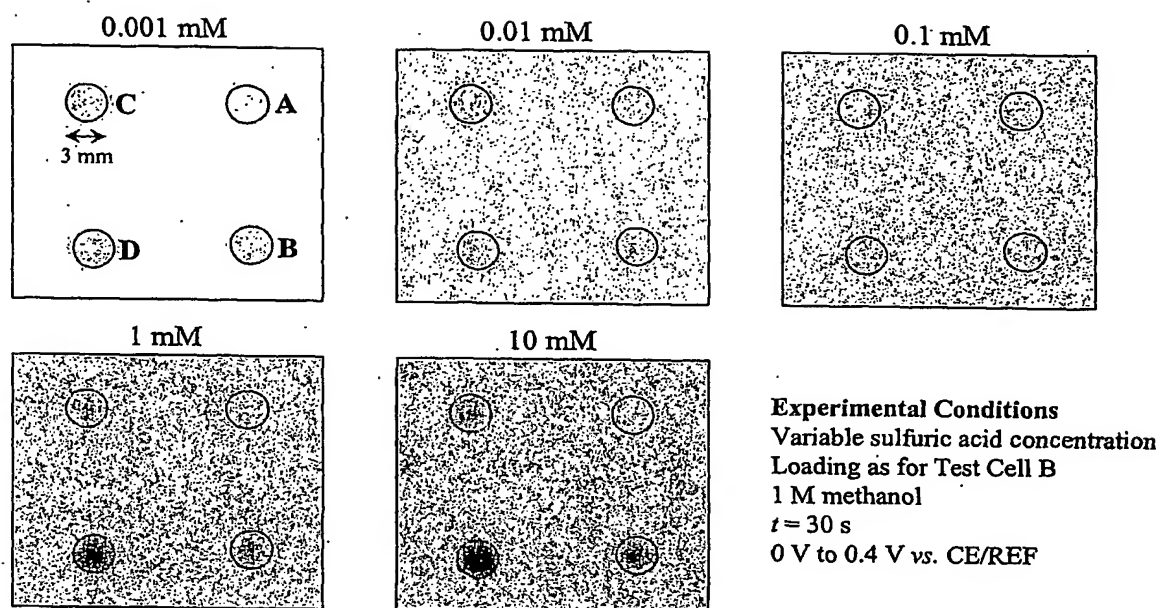 0.001 mM
0.01 mM
0.1 mM
C
A
3 mm
D
B
1 mM
10 mM
Experimental Conditions
Variable sulfuric acid concentration
Loading as for Test Cell B
1 M methanol
t = 30 s
0 V to 0.4 V vs. CE/REF